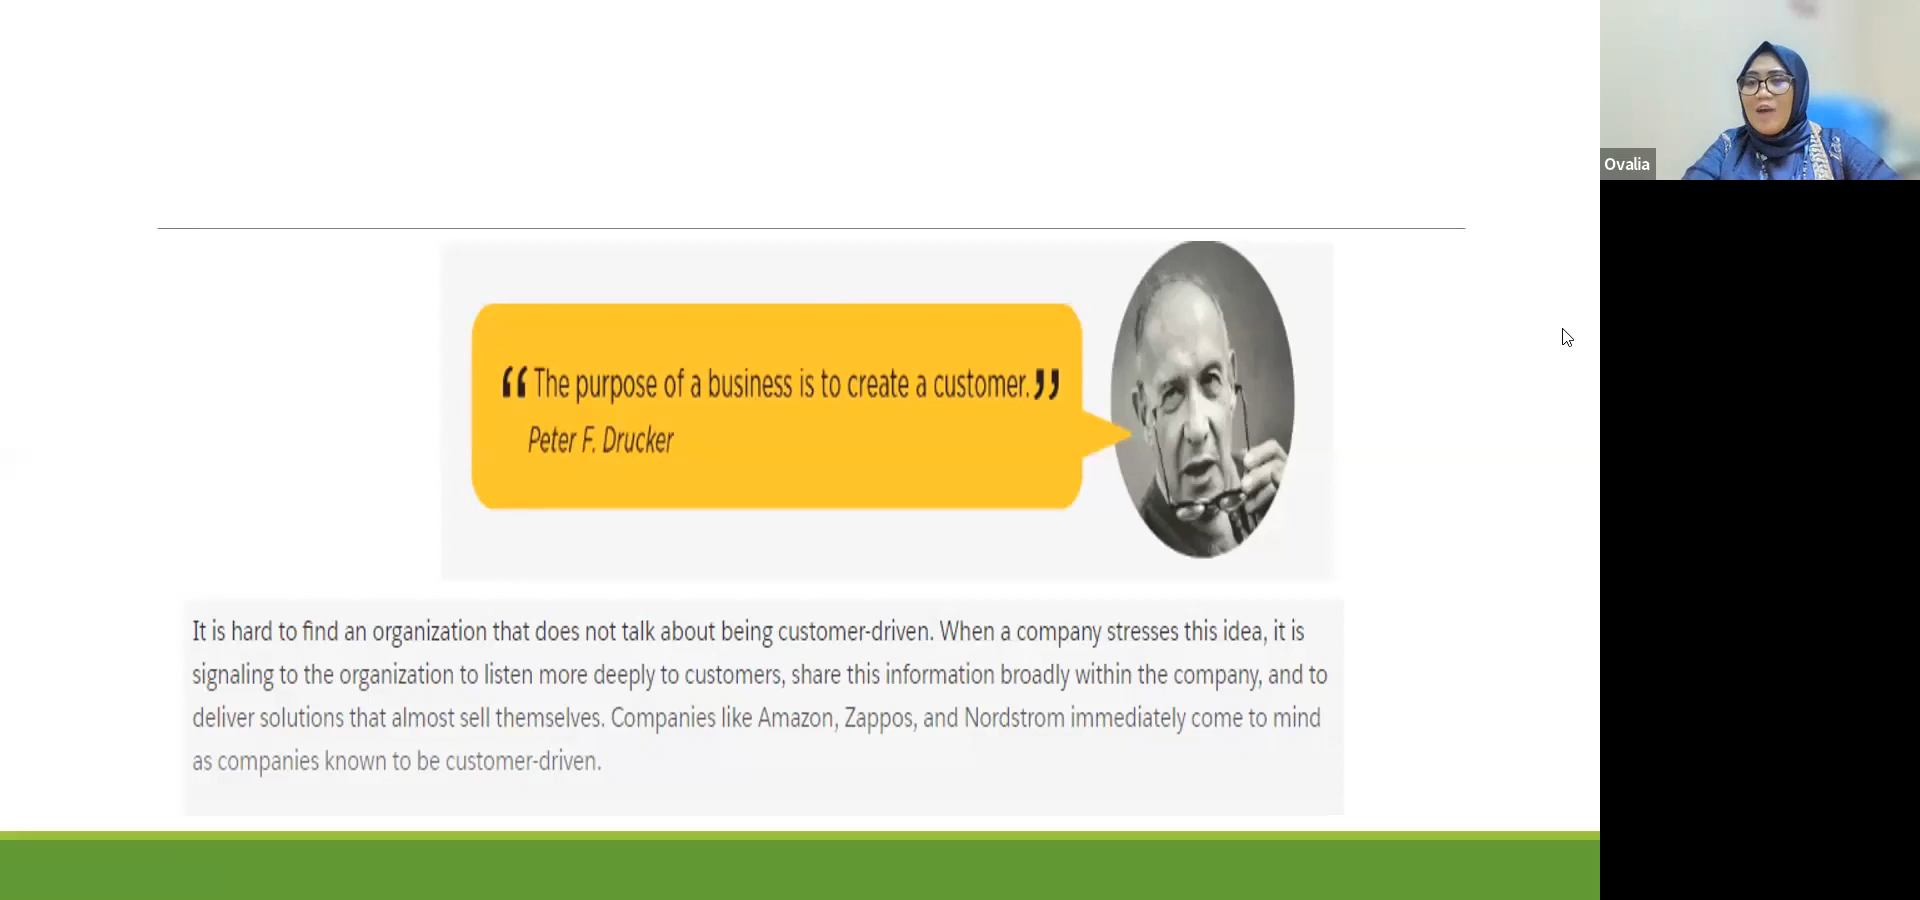 “The purpose of a business is to create a customer.”
Peter F. Drucker
It is hard to find an organization that does not talk about being customer-driven. When a company stresses this idea, it is
signaling to the organization to listen more deeply to customers, share this information broadly within the company, and to
deliver solutions that almost sell themselves. Companies like Amazon, Zappos, and Nordstrom immediately come to mind
as companies known to be customer-driven.
Ovalia